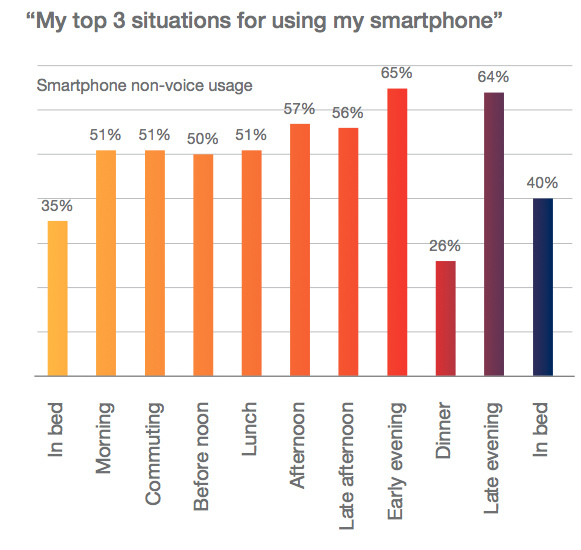 “My top 3 situations for using my smartphone”
Smartphone non-voice usage
35%
51%
51%
50%
51%
57%
56%
65%
26%
64%
40%
In bed
Morning
Commuting
Before noon
Lunch
Afternoon
Late afternoon
Early evening
Dinner
Late evening
In bed